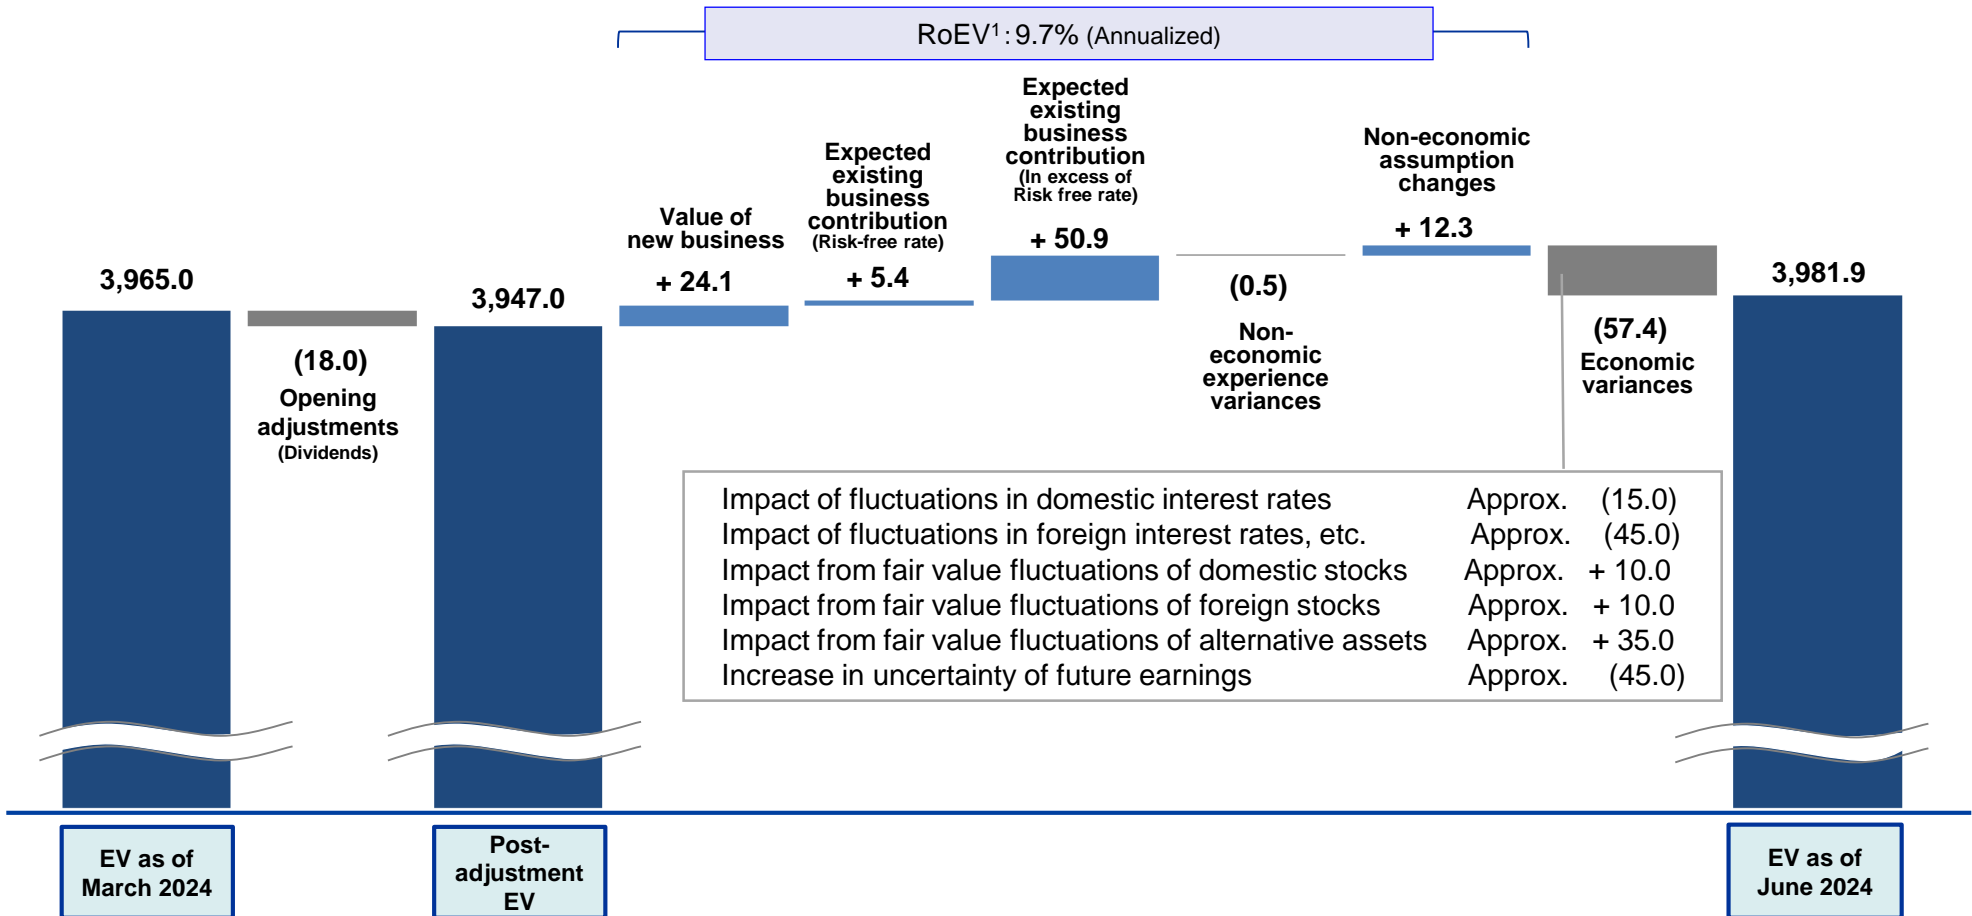 RoEV¹ : 9.7% (Annualized)
3,965.0
(18.0)
Opening
adjustments
(Dividends)
3,947.0
Value of
new business
+ 24.1
Expected
existing
business
contribution
(Risk-free rate)
+ 5.4
Expected
existing
business
contribution
(In excess of
Risk free rate)
+ 50.9
(0.5)
Non-
economic
experience
variances
Non-economic
assumption
changes
+ 12.3
(57.4)
Economic
variances
3,981.9
Impact of fluctuations in domestic interest rates Approx. (15.0)
Impact of fluctuations in foreign interest rates, etc. Approx. (45.0)
Impact from fair value fluctuations of domestic stocks Approx. + 10.0
Impact from fair value fluctuations of foreign stocks Approx. + 10.0
Impact from fair value fluctuations of alternative assets Approx. + 35.0
Increase in uncertainty of future earnings Approx. (45.0)
EV as of
March 2024
Post-
adjustment
EV
EV as of
June 2024